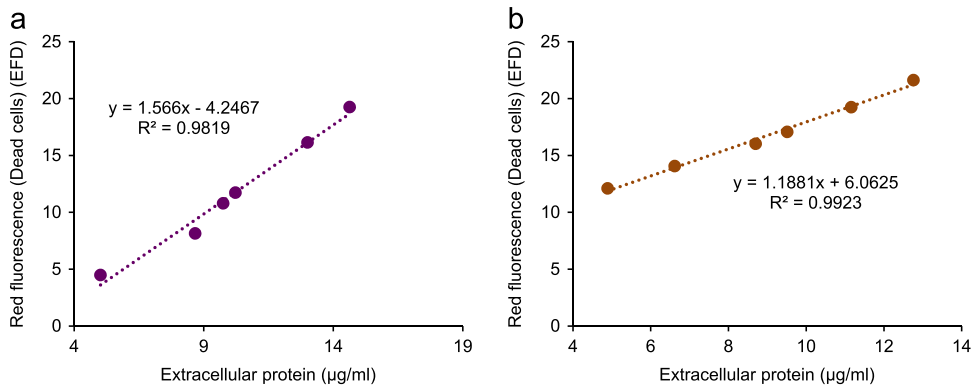 a
Red fluorescence (Dead cells) (EFD)
25
20
15
10
5
0
y = 1.566x - 4.2467
R² = 0.9819
4
9
14
19
Extracellular protein (µg/ml)
b
Red fluorescence (Dead cells) (EFD)
25
20
15
10
5
0
y = 1.1881x + 6.0625
R² = 0.9923
4
6
8
10
12
14
Extracellular protein (µg/ml)